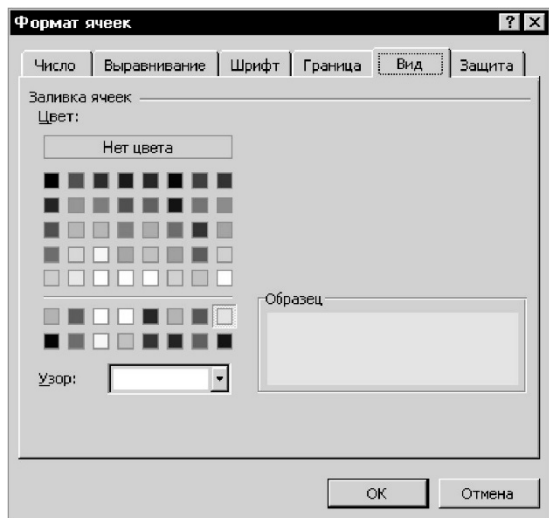 Формат ячеек
Число Выравнивание Шрифт Граница Вид Защита
Заливка ячеек
Цвет:
Нет цвета
Образец
Узор:
ОК Отмена